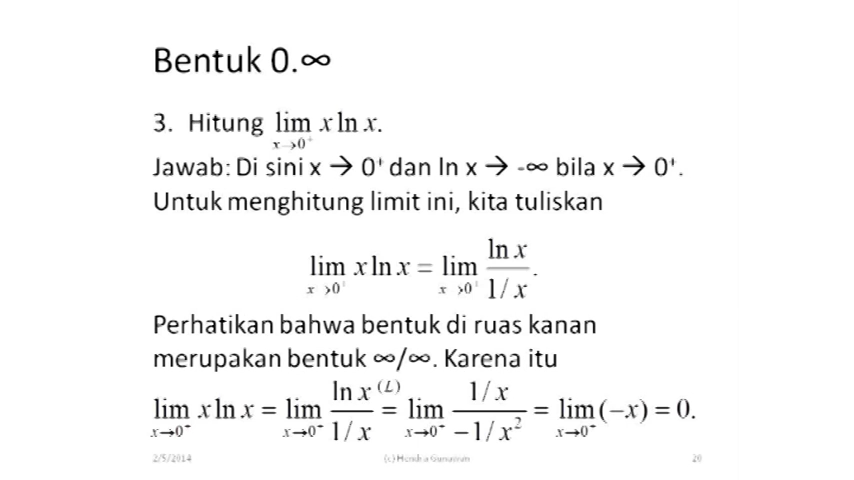 Bentuk 0.∞
3. Hitung lim x ln x.
x→0⁺
Jawab: Di sini x → 0⁺ dan ln x → -∞ bila x → 0⁺.
Untuk menghitung limit ini, kita tuliskan
lim x→0⁺ x ln x = lim x→0⁺ (ln x)/(1/x).
Perhatikan bahwa bentuk di ruas kanan
merupakan bentuk ∞/∞. Karena itu
lim x→0⁺ x ln x = lim x→0⁺ (ln x)/(1/x) (L)= lim x→0⁺ (1/x)/(−1/x²) = lim x→0⁺ (−x) = 0.
2/5/2014 (c) Hendra Gunawan 20